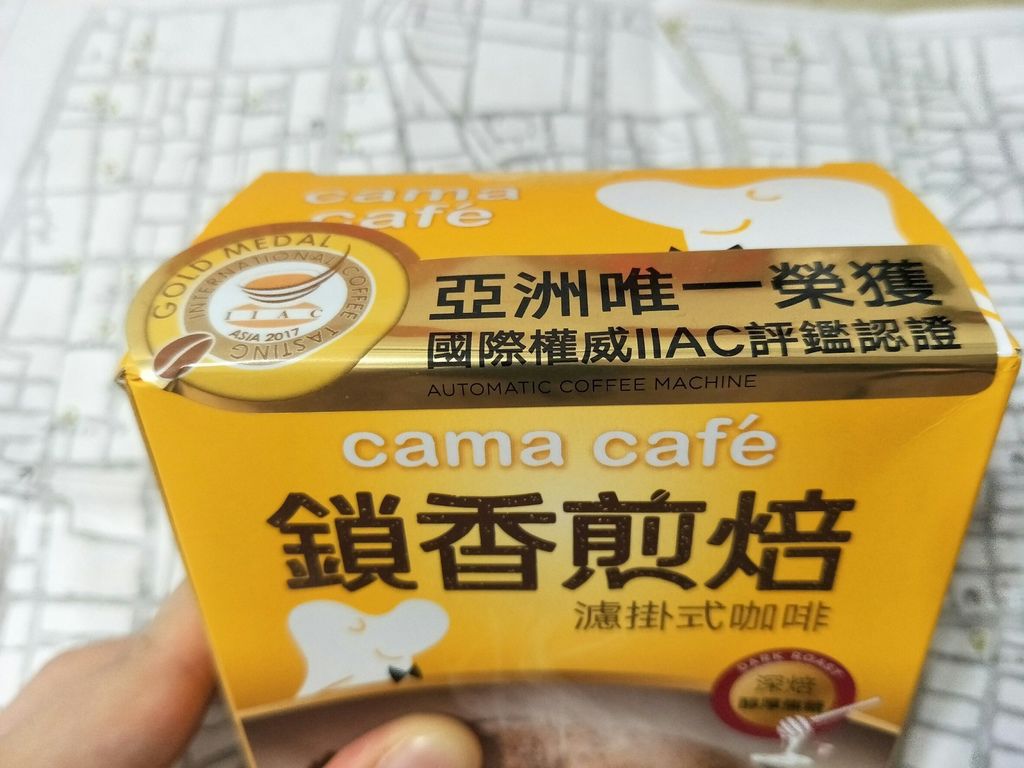 cama
café
GOLD MEDAL
INTERNATIONAL COFFEE TASTING
IIAC
ASIA 2017
亞洲唯一榮獲
國際權威IIAC評鑑認證
AUTOMATIC COFFEE MACHINE
cama café
鎖香煎焙
濾掛式咖啡
DARK ROAST
深焙